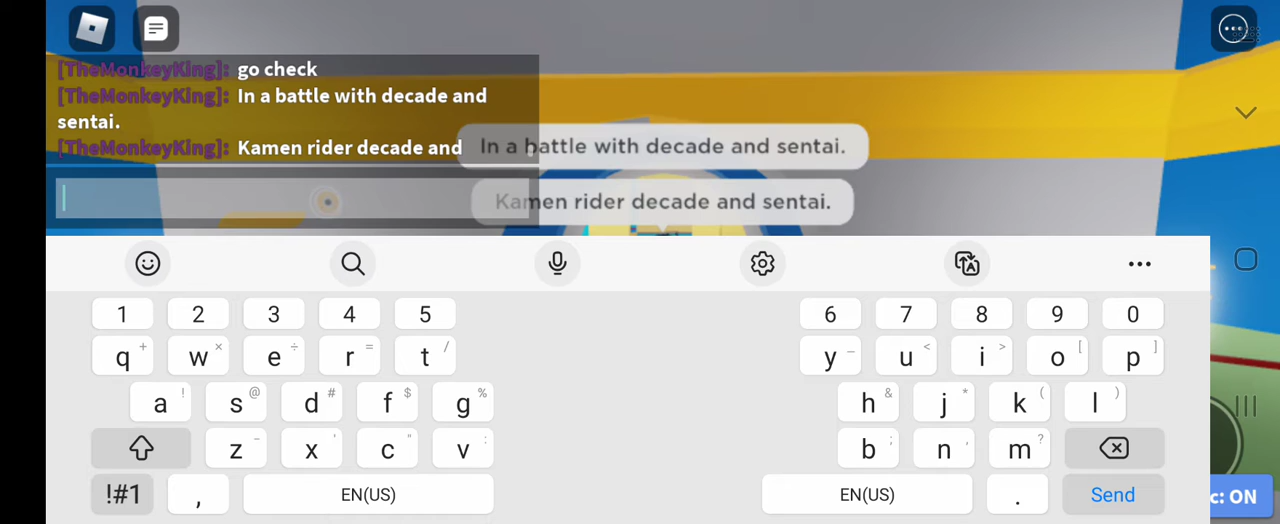 [TheMonkeyKing]: go check
[TheMonkeyKing]: In a battle with decade and
sentai.
[TheMonkeyKing]: Kamen rider decade and
In a battle with decade and sentai.
Kamen rider decade and sentai.
1 2 3 4 5 6 7 8 9 0
q + w × e ÷ r = t / y _ u < i > o [ p ]
a ! s @ d # f $ g % h & j * k ( l )
z - x ' c " v : b ; n , m ?
!#1 , EN(US) EN(US) . Send
c: ON